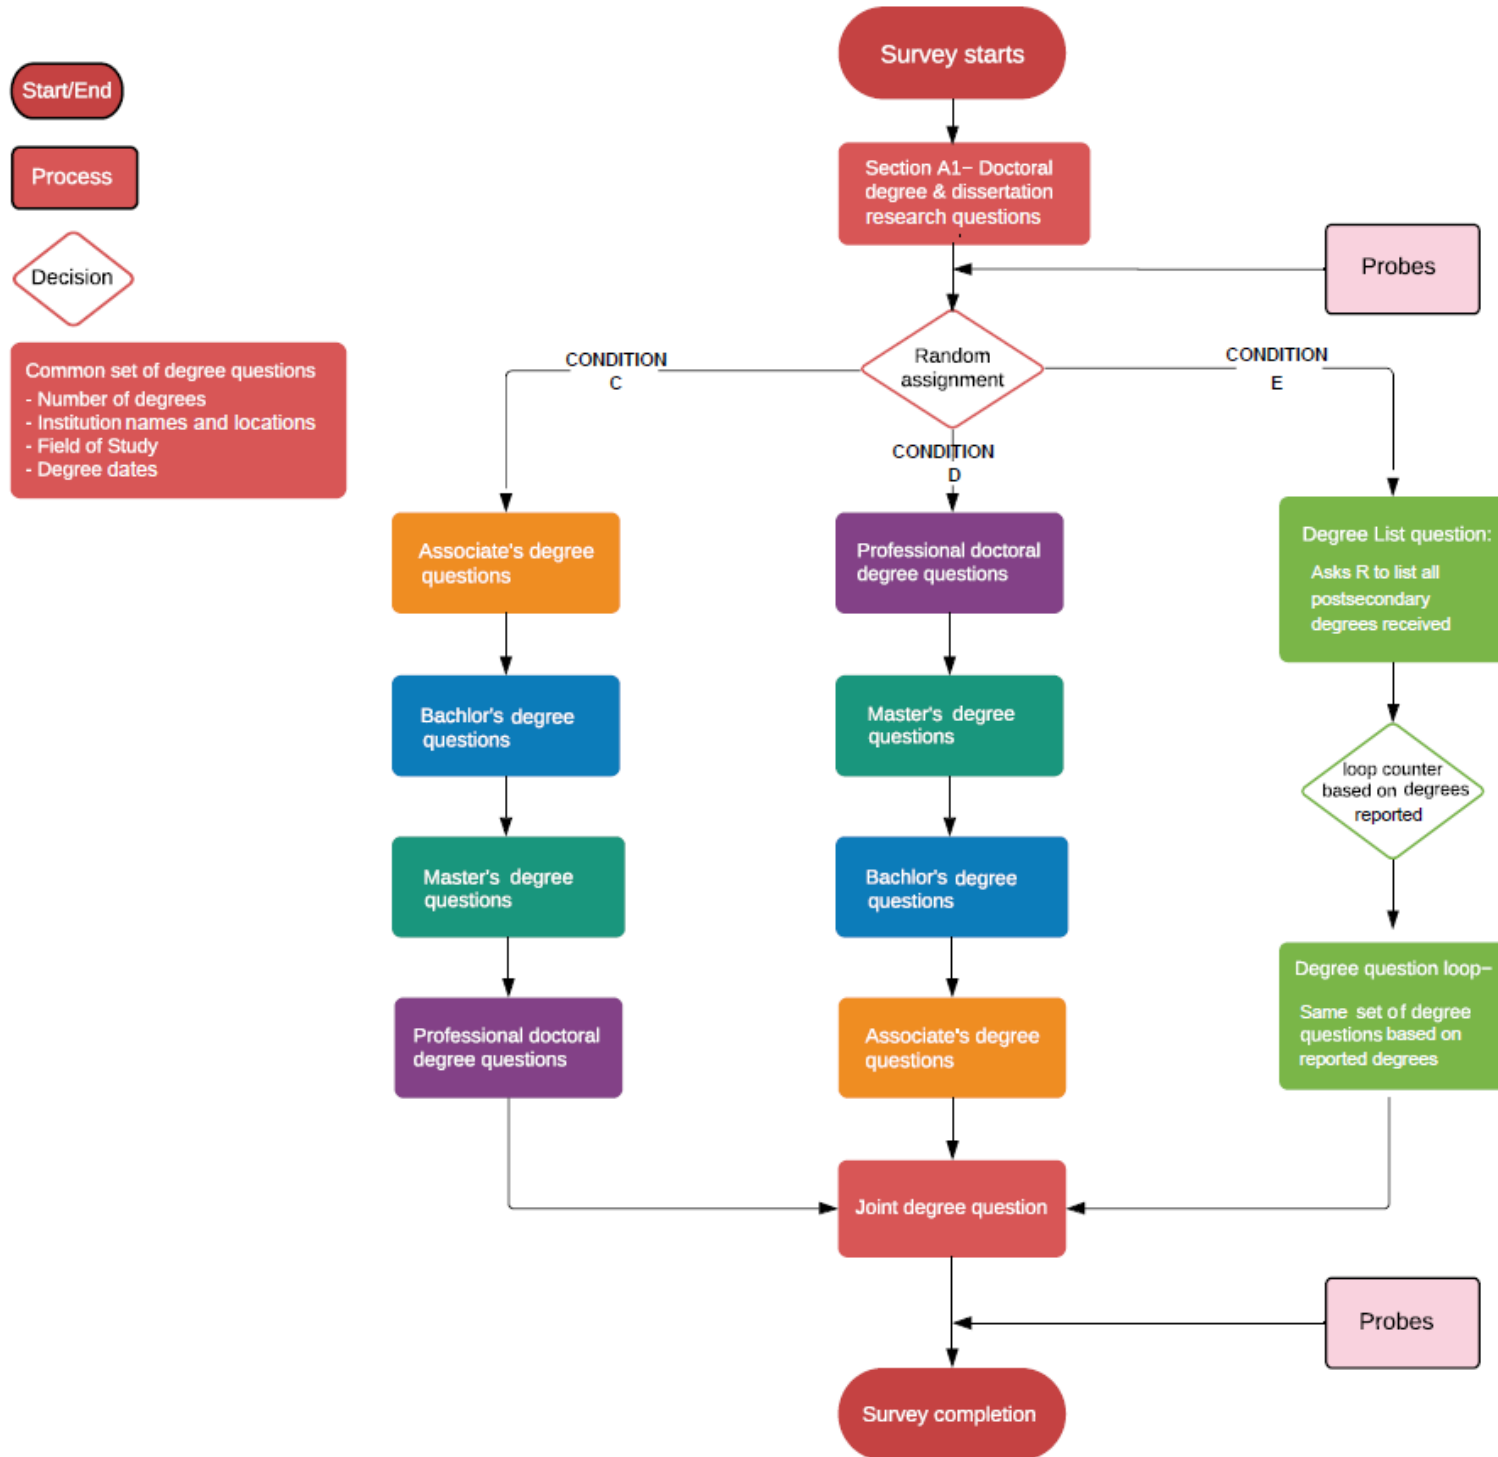 Survey starts
Start/End
Process
Decision
Common set of degree questions
- Number of degrees
- Institution names and locations
- Field of Study
- Degree dates
Section A1– Doctoral
degree & dissertation
research questions
Probes
Random
assignment
CONDITION
C
CONDITION
D
CONDITION
E
Associate's degree
questions
Bachlor's degree
questions
Master's degree
questions
Professional doctoral
degree questions
Professional doctoral
degree questions
Master's degree
questions
Bachlor's degree
questions
Associate's degree
questions
Degree List question:
Asks R to list all
postsecondary
degrees received
loop counter
based on degrees
reported
Degree question loop–
Same set of degree
questions based on
reported degrees
Joint degree question
Probes
Survey completion